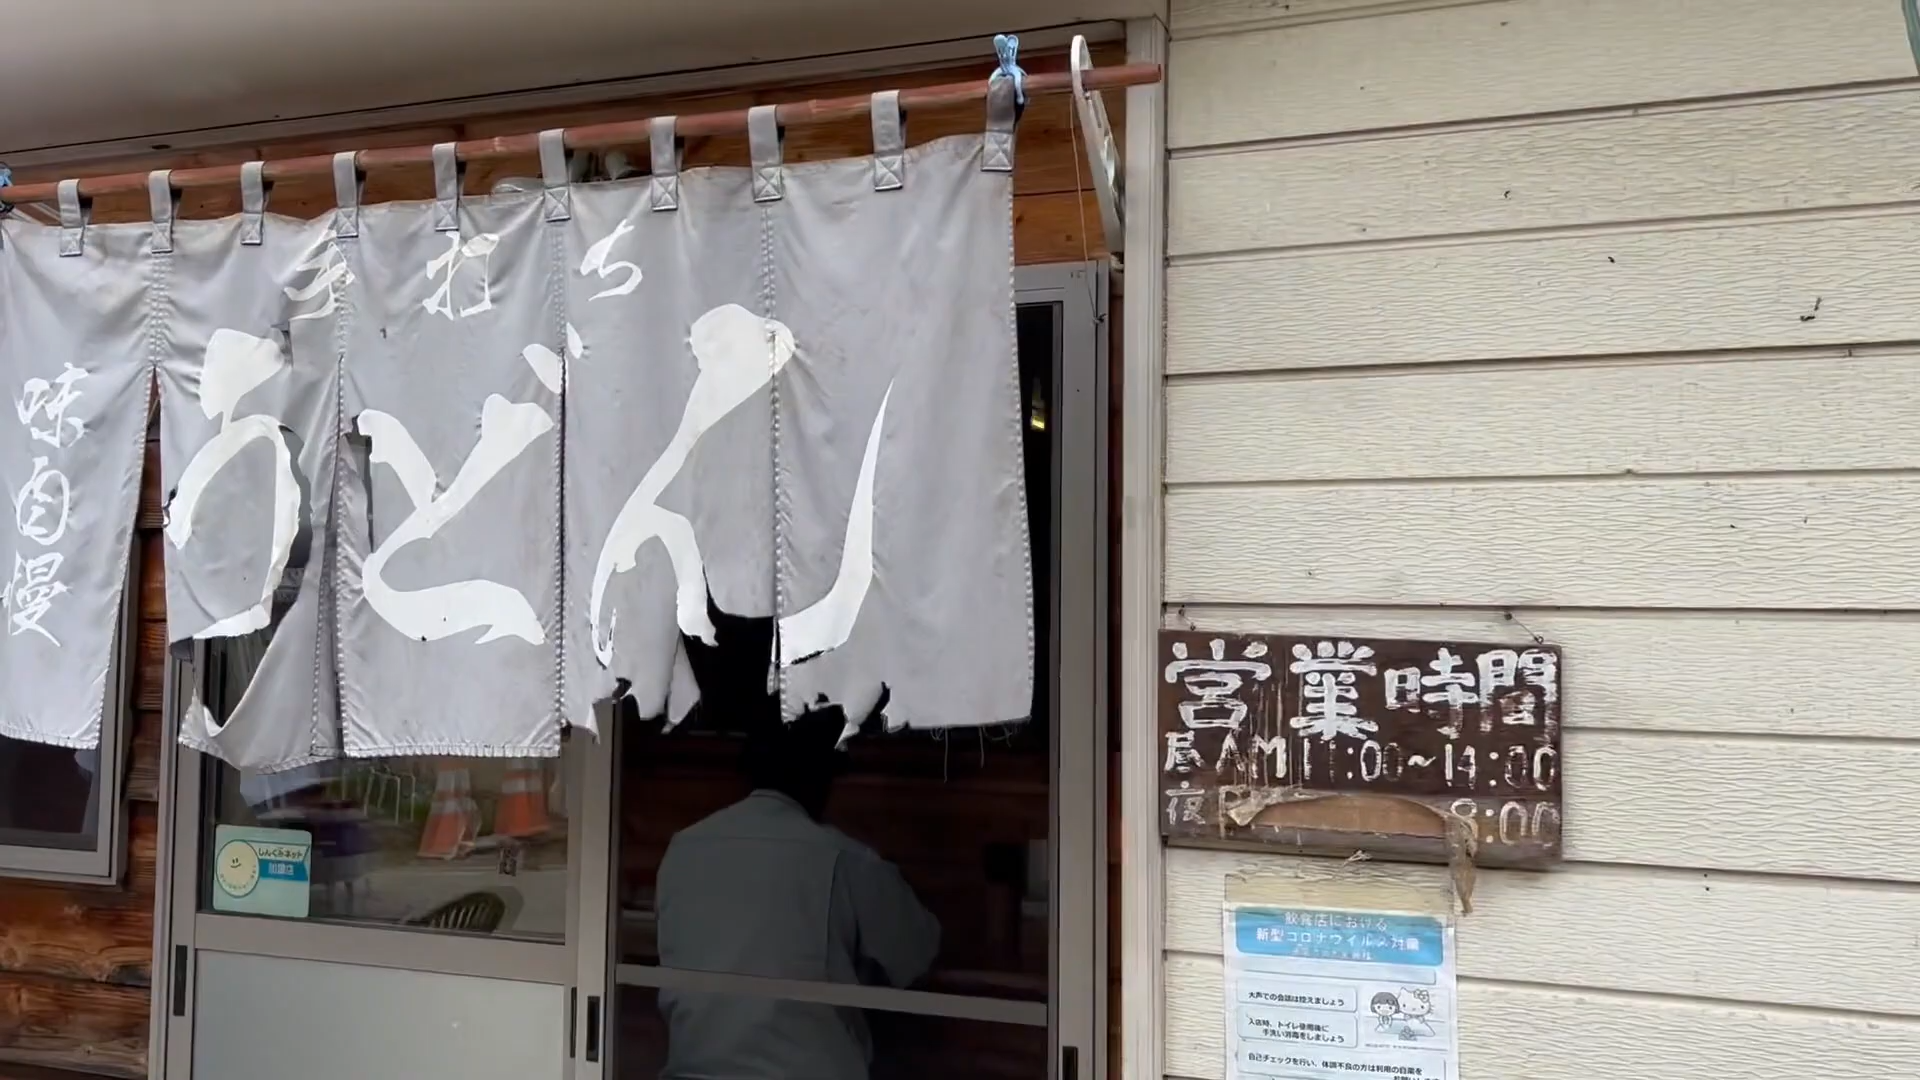 手打ち
うどん
味自慢
営業時間
昼AM11:00~14:00
夜P 8:00
しんくみネット
加盟店
飲食店における
新型コロナウイルス対策
大声での会話は控えましょう
入店時、トイレ使用後に
手洗い消毒をしましょう
自己チェックを行い、体調不良の方は利用の自粛を